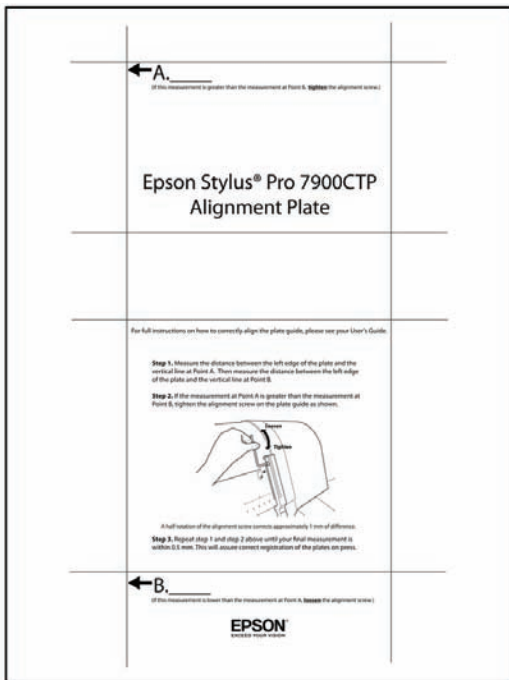 A.
(If this measurement is greater than the measurement at Point B, tighten the alignment screw.)
Epson Stylus® Pro 7900CTP
Alignment Plate
For full instructions on how to correctly align the plate guide, please see your User's Guide.
Step 1. Measure the distance between the left edge of the plate and the
vertical line at Point A. Then measure the distance between the left edge
of the plate and the vertical line at Point B.
Step 2. If the measurement at Point A is greater than the measurement at
Point B, tighten the alignment screw on the plate guide as shown.
Loosen
Tighten
A half rotation of the alignment screw corrects approximately 1 mm of difference.
Step 3. Repeat step 1 and step 2 above until your final measurement is
within 0.5 mm. This will assure correct registration of the plates on press.
B.
(If this measurement is lower than the measurement at Point A, loosen the alignment screw.)
EPSON
EXCEED YOUR VISION